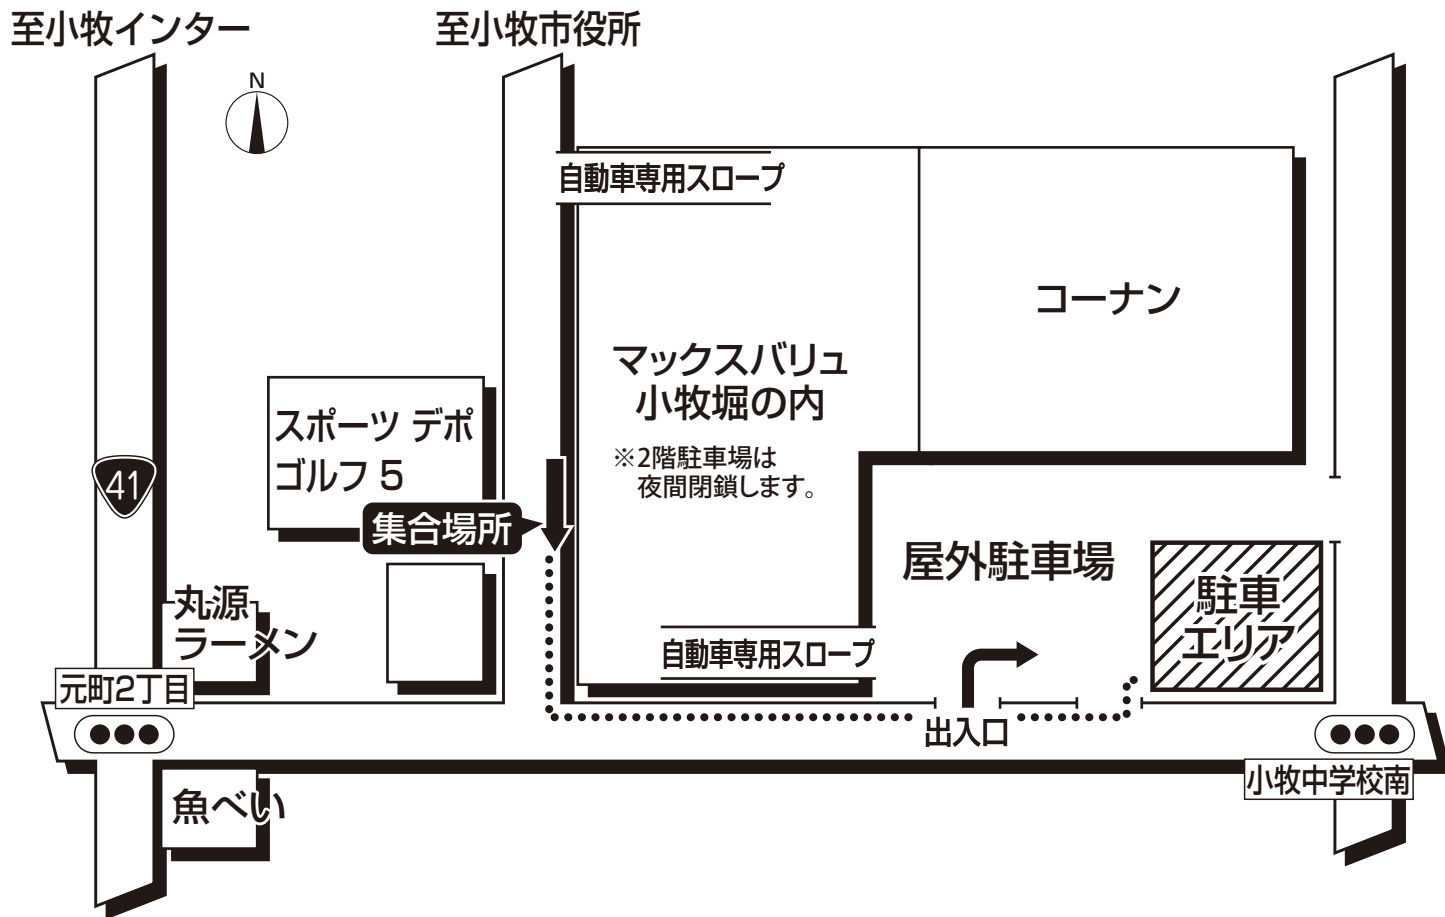 至小牧インター
至小牧市役所
N
自動車専用スロープ
コーナン
マックスバリュ
小牧堀の内
※2階駐車場は
夜間閉鎖します。
スポーツ デポ
ゴルフ 5
41
集合場所
屋外駐車場
駐車
エリア
丸源
ラーメン
自動車専用スロープ
元町2丁目
出入口
小牧中学校南
魚べい